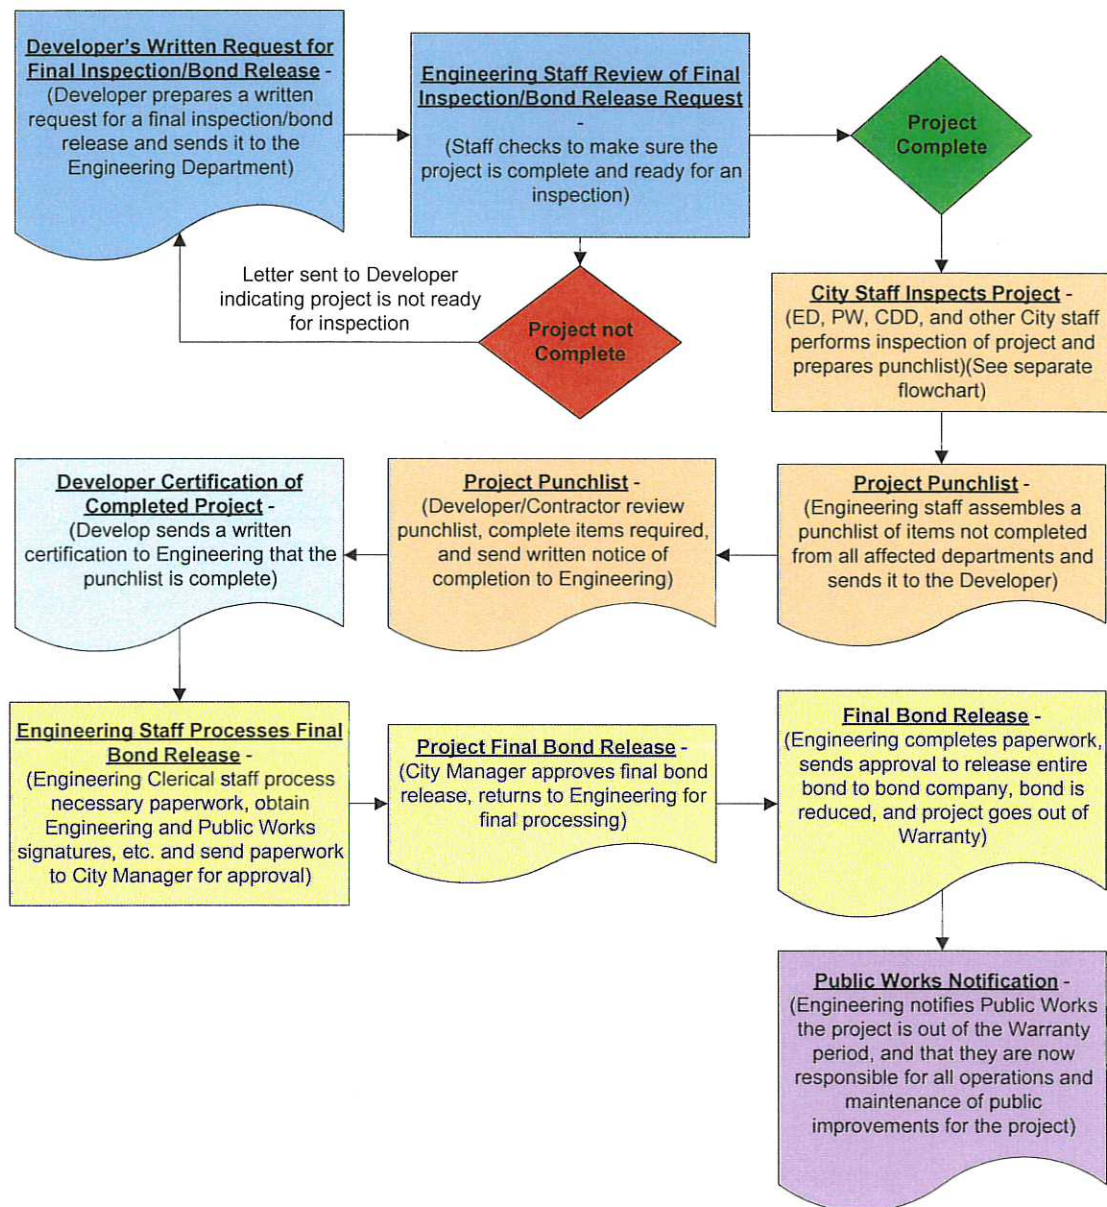 Developer's Written Request for
Final Inspection/Bond Release -
(Developer prepares a written
request for a final inspection/bond
release and sends it to the
Engineering Department)
Engineering Staff Review of Final
Inspection/Bond Release Request
-
(Staff checks to make sure the
project is complete and ready for an
inspection)
Project
Complete
Letter sent to Developer
indicating project is not ready
for inspection
Project not
Complete
City Staff Inspects Project -
(ED, PW, CDD, and other City staff
performs inspection of project and
prepares punchlist)(See separate
flowchart)
Project Punchlist -
(Engineering staff assembles a
punchlist of items not completed
from all affected departments and
sends it to the Developer)
Project Punchlist -
(Developer/Contractor review
punchlist, complete items required,
and send written notice of
completion to Engineering)
Developer Certification of
Completed Project -
(Develop sends a written
certification to Engineering that the
punchlist is complete)
Engineering Staff Processes Final
Bond Release -
(Engineering Clerical staff process
necessary paperwork, obtain
Engineering and Public Works
signatures, etc. and send paperwork
to City Manager for approval)
Project Final Bond Release -
(City Manager approves final bond
release, returns to Engineering for
final processing)
Final Bond Release -
(Engineering completes paperwork,
sends approval to release entire
bond to bond company, bond is
reduced, and project goes out of
Warranty)
Public Works Notification -
(Engineering notifies Public Works
the project is out of the Warranty
period, and that they are now
responsible for all operations and
maintenance of public
improvements for the project)